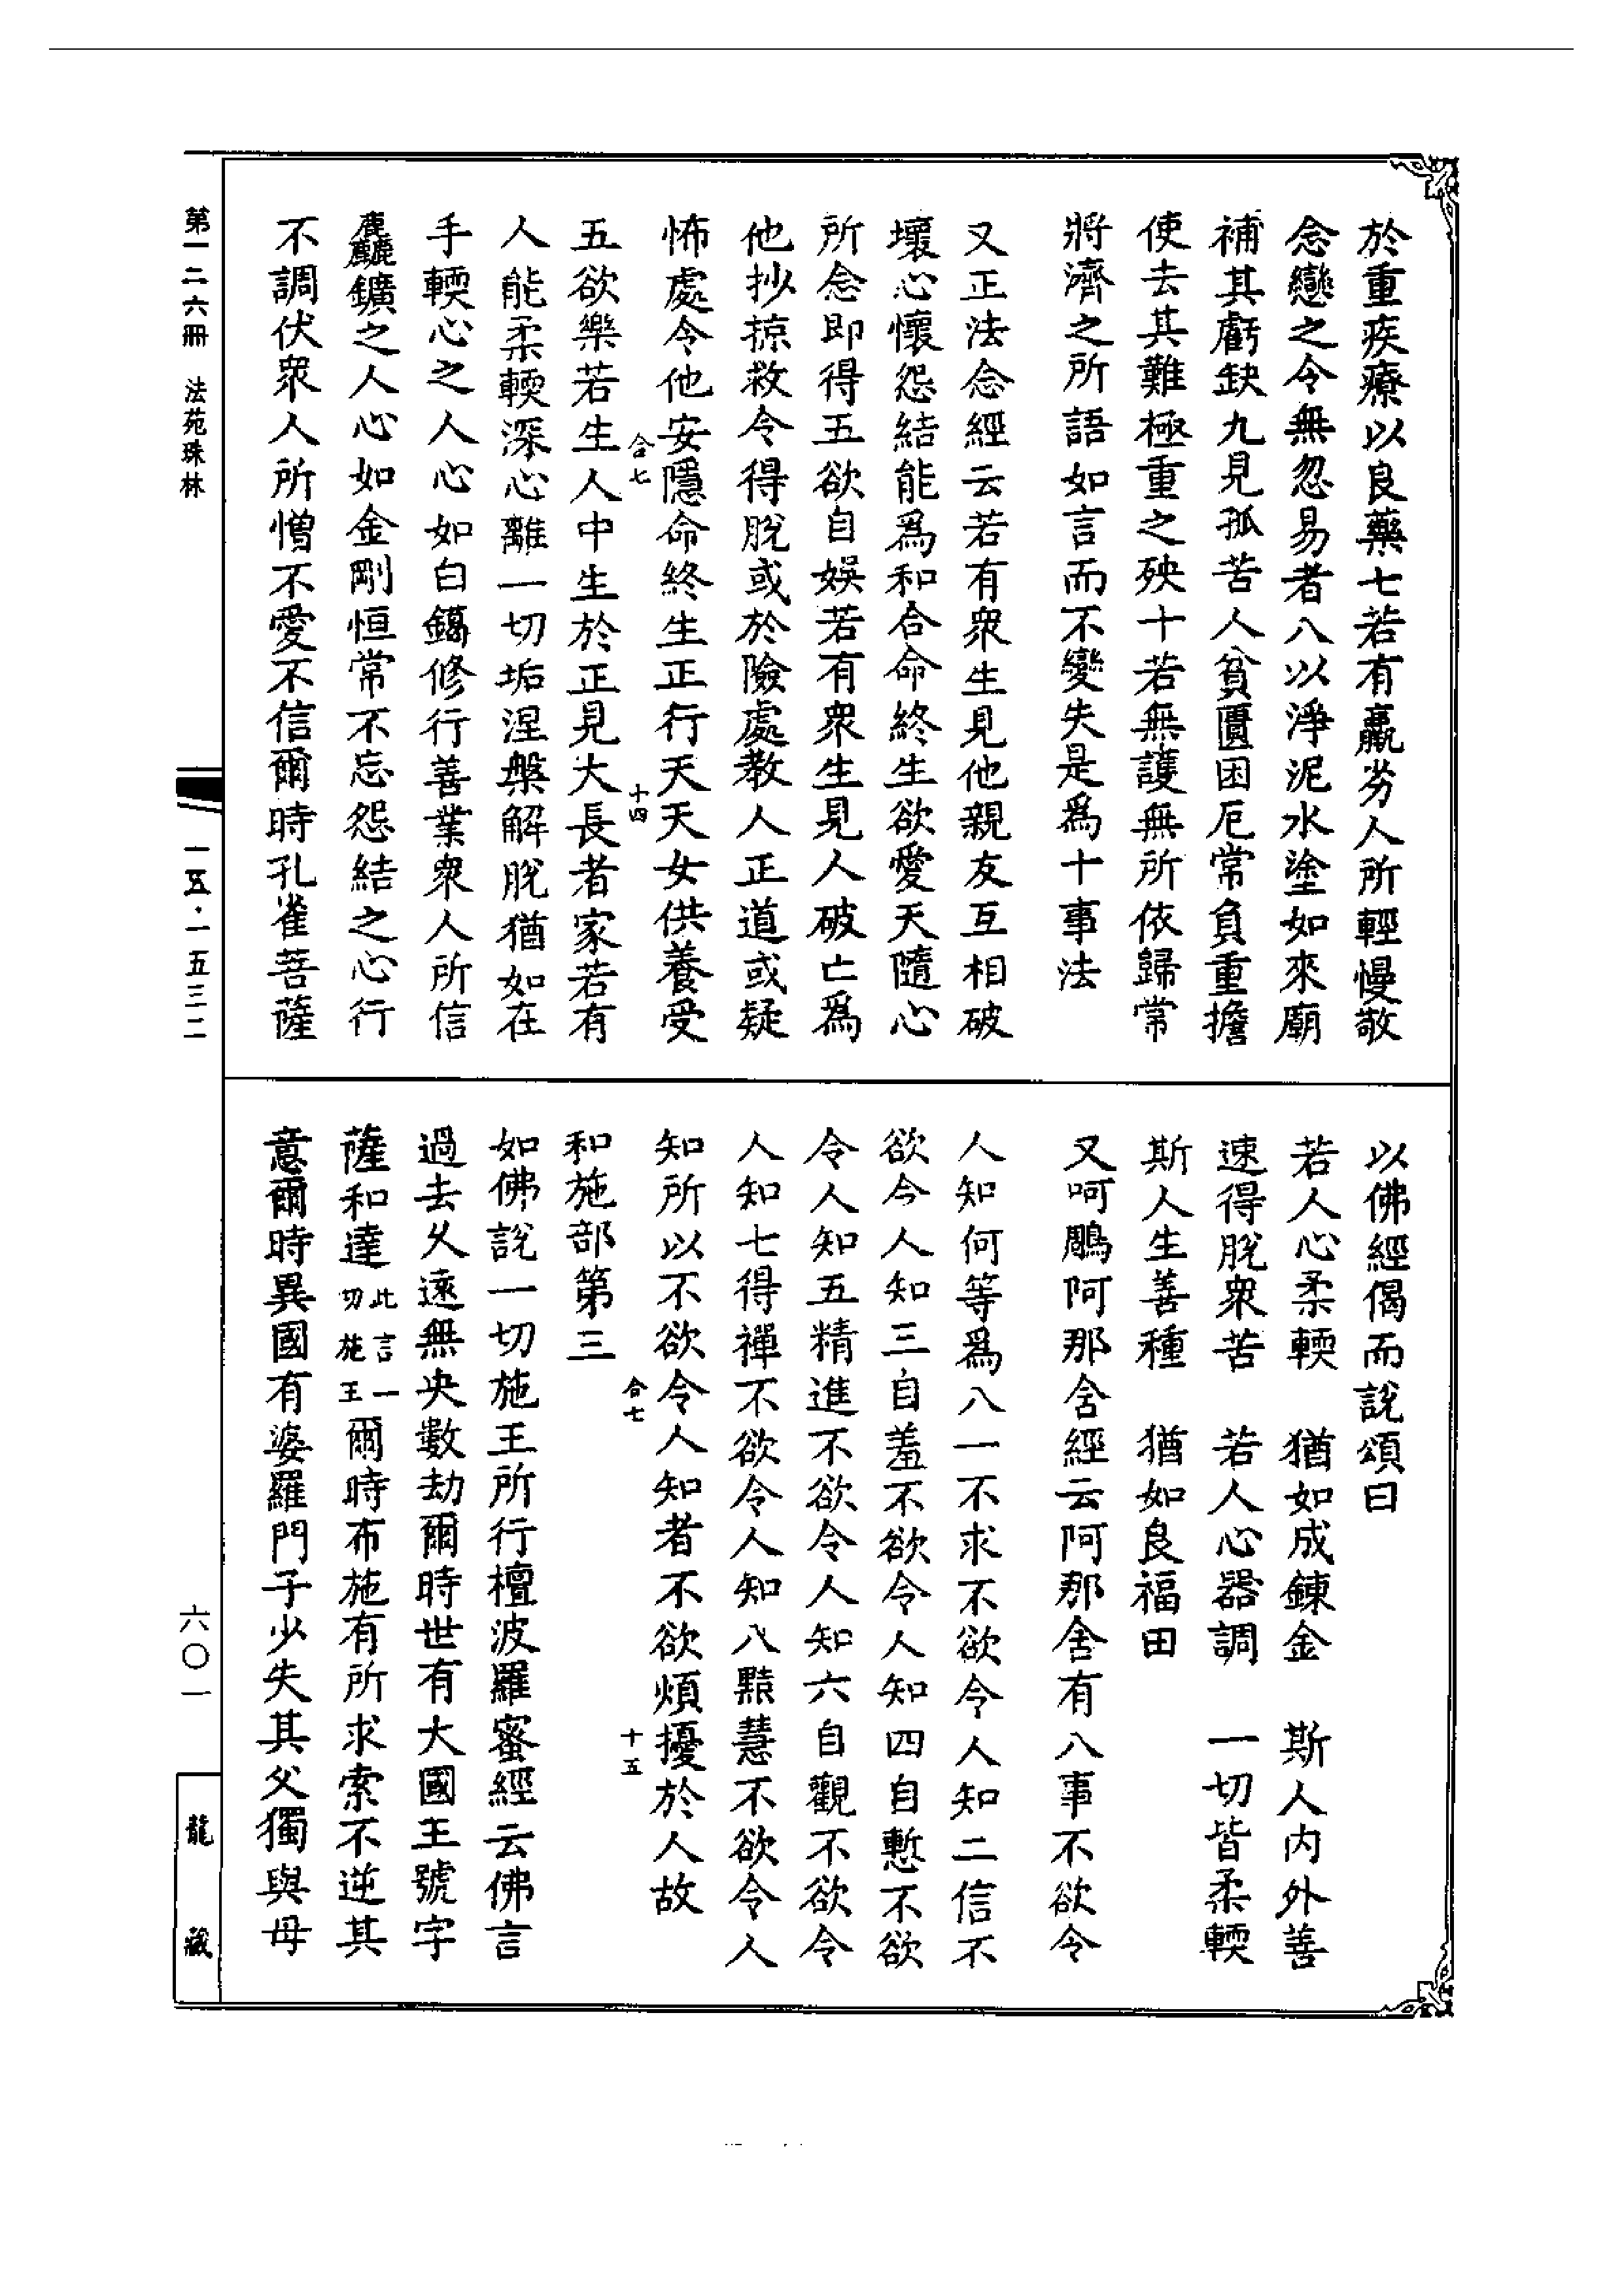 於重疾療以良藥七若有羸劣人所輕慢敬
念戀之令無忽易者八以淨泥水塗如來廟
補其虧缺九見孤苦人貧匱困厄常負重擔
使去其難極重之殃十若無護無所依歸常
將濟之所語如言而不變失是為十事法
又正法念經云若有衆生見他親友互相破
壞心懷怨結能為和合命終生欲愛天隨心
所念即得五欲自娛若有衆生見人破亡為
他抄掠救令得脫或於險處教人正道或疑
怖處令他安隱命終生正行天天女供養受
合七
十四
五欲樂若生人中生於正見大長者家若有
人能柔輭深心離一切垢涅槃解脫猶如在
手輭心之人心如白鑞修行善業衆人所信
麤鑛之人心如金剛恒常不忘怨結之心行
不調伏衆人所憎不愛不信爾時孔雀菩薩
以佛經偈而說頌曰
若人心柔輭 猶如成鍊金 斯人内外善
速得脫衆苦 若人心器調 一切皆柔輭
斯人生善種 猶如良福田
又呵鵰阿那含經云阿那含有八事不欲令
人知何等為八一不求不欲令人知二信不
欲令人知三自羞不欲令人知四自慙不欲
令人知五精進不欲令人知六自觀不欲令
人知七得禪不欲令人知八黠慧不欲令人
知所以不欲令人知者不欲煩擾於人故
合七
十五
和施部第三
如佛說一切施王所行檀波羅蜜經云佛言
過去久遠無央數劫爾時世有大國王號字
薩和達此言一切施王爾時布施有所求索不逆其
意爾時異國有婆羅門子少失其父獨與母
第一二六冊 法苑珠林
一五·一五三二
六〇一
龍藏